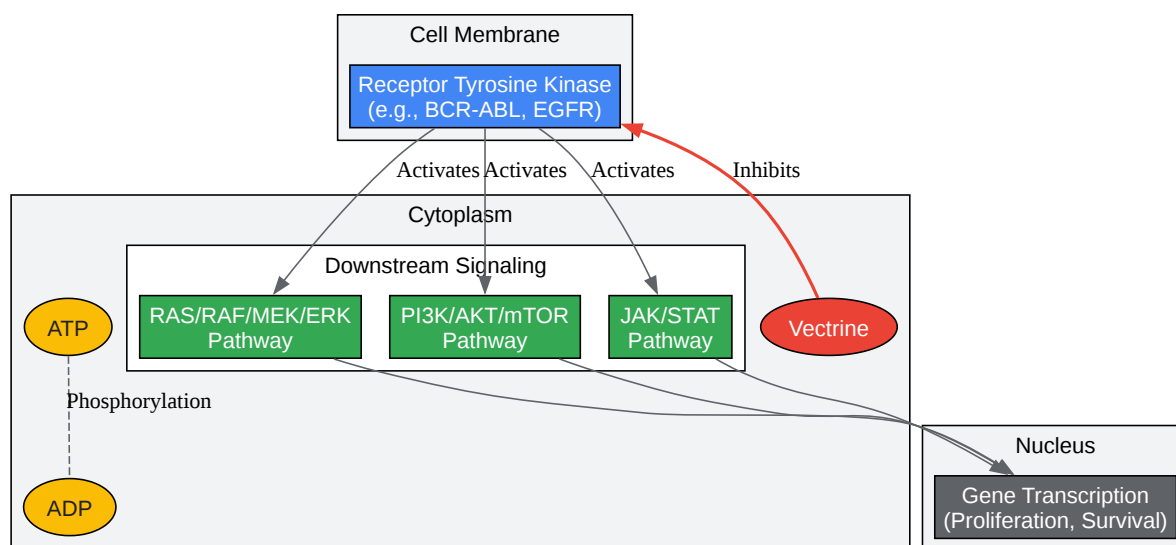 Cell Membrane
Receptor Tyrosine Kinase
(e.g., BCR-ABL, EGFR)
Activates
Activates
Activates
Inhibits
Cytoplasm
Downstream Signaling
ATP
RAS/RAF/MEK/ERK
Pathway
PI3K/AKT/mTOR
Pathway
JAK/STAT
Pathway
Vectrine
Phosphorylation
ADP
Nucleus
Gene Transcription
(Proliferation, Survival)